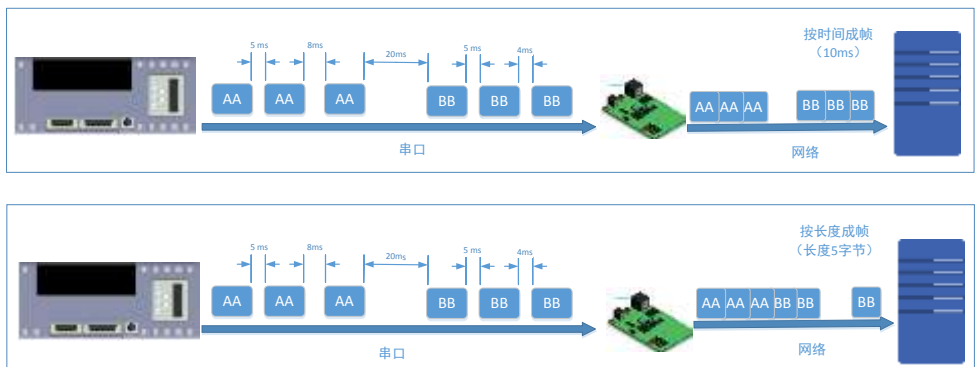 5 ms 8ms 20ms 5 ms 4ms
按时间成帧
（10ms）
AA AA AA BB BB BB
AA AA AA BB BB BB
串口
网络
5 ms 8ms 20ms 5 ms 4ms
按长度成帧
（长度5字节）
AA AA AA BB BB BB
AA AA AA BB BB BB
串口
网络